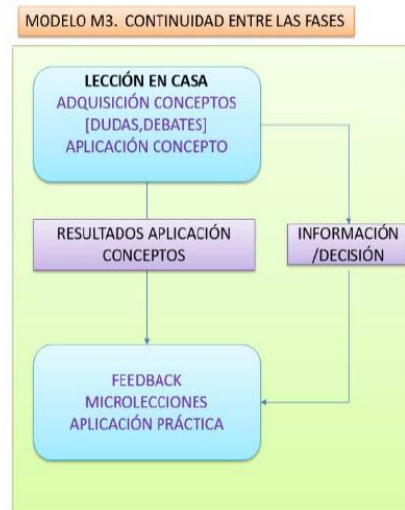 MODELO M3. CONTINUIDAD ENTRE LAS FASES
LECCIÓN EN CASA
ADQUISICIÓN CONCEPTOS
[DUDAS,DEBATES]
APLICACIÓN CONCEPTO
RESULTADOS APLICACIÓN
CONCEPTOS
INFORMACIÓN
/DECISIÓN
FEEDBACK
MICROLECCIONES
APLICACIÓN PRÁCTICA